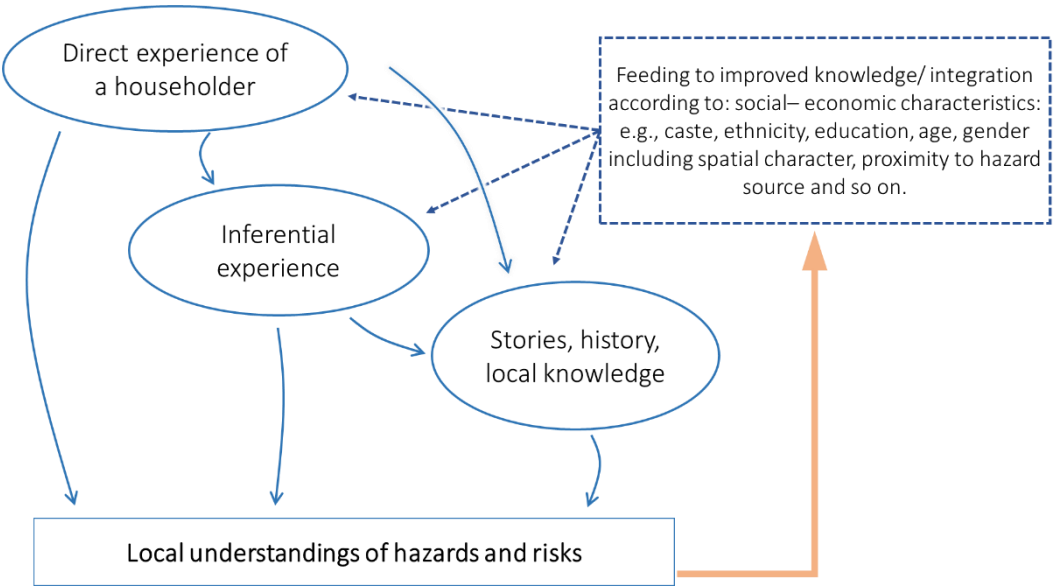 Direct experience of
a householder
Feeding to improved knowledge/ integration
according to: social– economic characteristics:
e.g., caste, ethnicity, education, age, gender
including spatial character, proximity to hazard
source and so on.
Inferential
experience
Stories, history,
local knowledge
Local understandings of hazards and risks